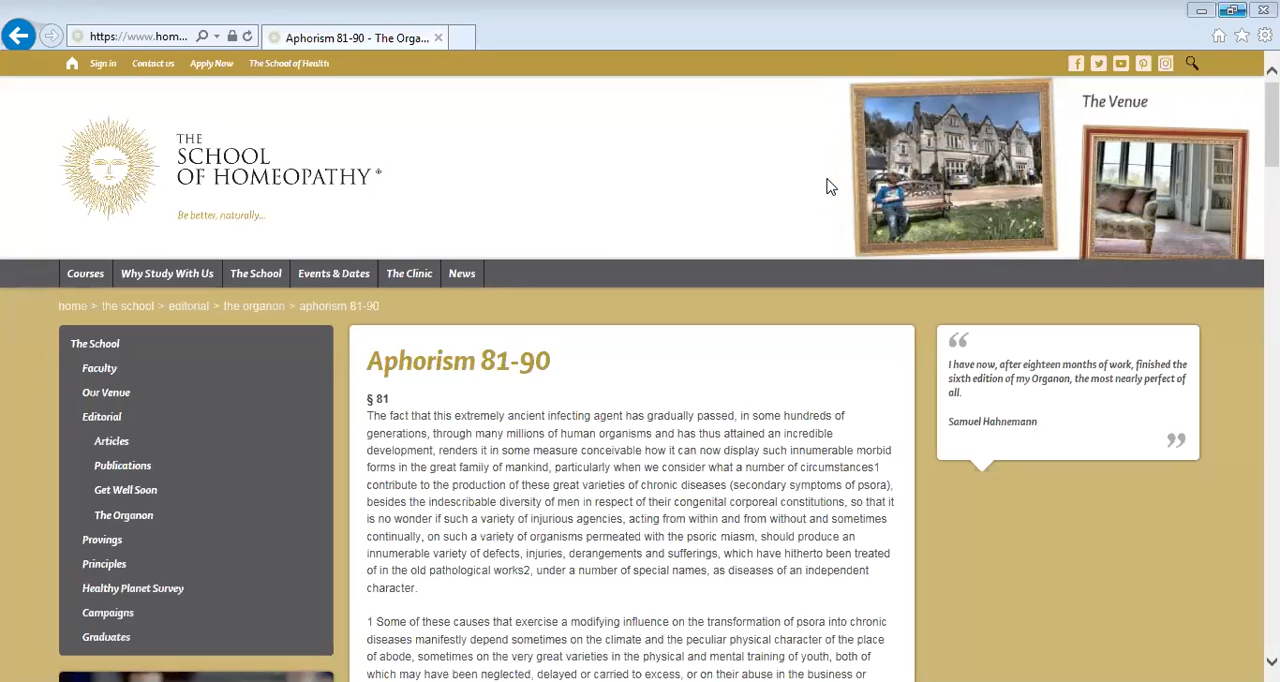 https://www.hom...
Aphorism 81-90 - The Orga...
Sign in
Contact us
Apply Now
The School of Health
The Venue
THE
SCHOOL
OF HOMEOPATHY ®
Be better, naturally...
Courses
Why Study With Us
The School
Events & Dates
The Clinic
News
home > the school > editorial > the organon > aphorism 81-90
The School
Faculty
Our Venue
Editorial
Articles
Publications
Get Well Soon
The Organon
Provings
Principles
Healthy Planet Survey
Campaigns
Graduates
Aphorism 81-90
§ 81
The fact that this extremely ancient infecting agent has gradually passed, in some hundreds of
generations, through many millions of human organisms and has thus attained an incredible
development, renders it in some measure conceivable how it can now display such innumerable morbid
forms in the great family of mankind, particularly when we consider what a number of circumstances1
contribute to the production of these great varieties of chronic diseases (secondary symptoms of psora),
besides the indescribable diversity of men in respect of their congenital corporeal constitutions, so that it
is no wonder if such a variety of injurious agencies, acting from within and from without and sometimes
continually, on such a variety of organisms permeated with the psoric miasm, should produce an
innumerable variety of defects, injuries, derangements and sufferings, which have hitherto been treated
of in the old pathological works2, under a number of special names, as diseases of an independent
character.
1 Some of these causes that exercise a modifying influence on the transformation of psora into chronic
diseases manifestly depend sometimes on the climate and the peculiar physical character of the place
of abode, sometimes on the very great varieties in the physical and mental training of youth, both of
which may have been neglected, delayed or carried to excess, or on their abuse in the business or
“
I have now, after eighteen months of work, finished the
sixth edition of my Organon, the most nearly perfect of
all.
Samuel Hahnemann
”